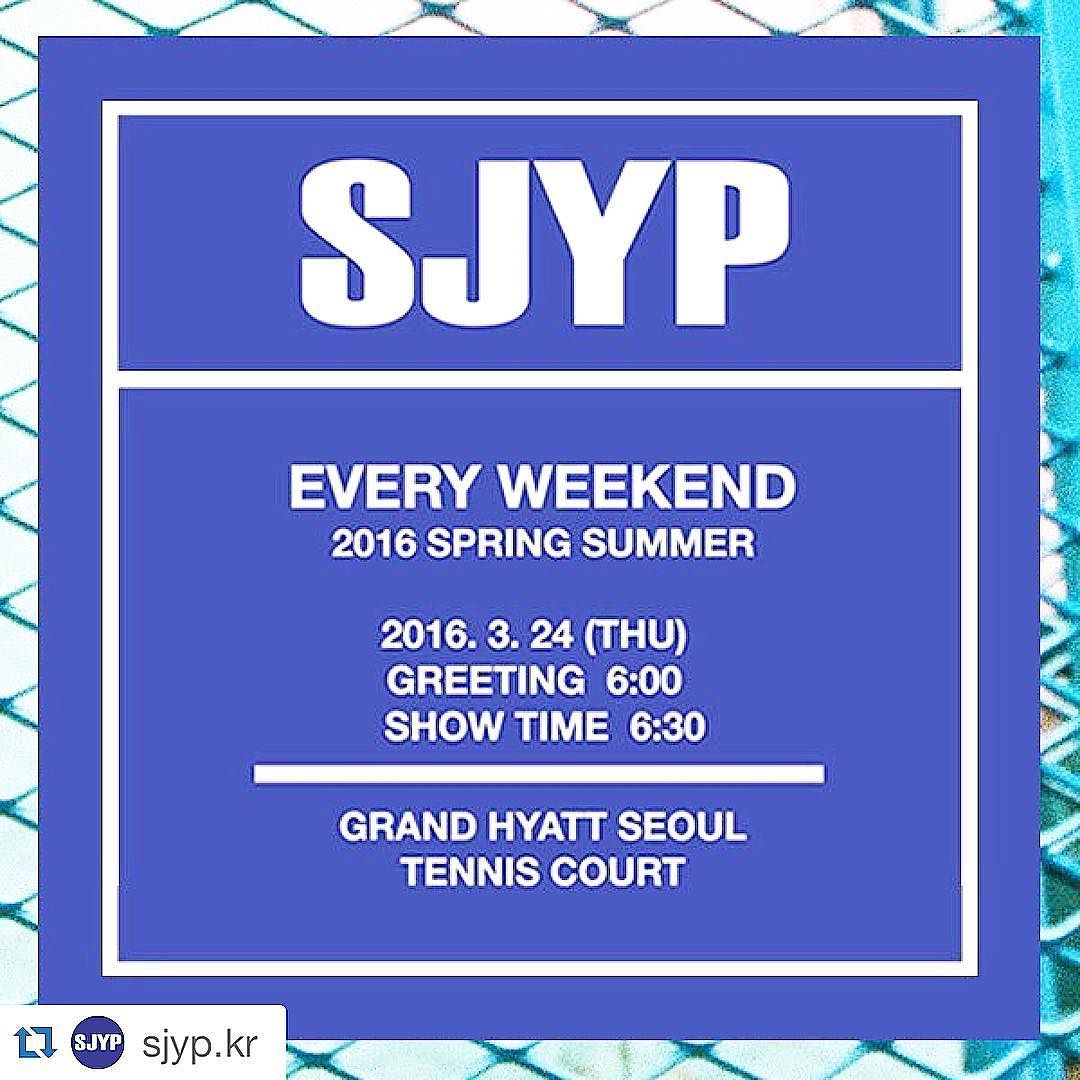 SJYP
EVERY WEEKEND
2016 SPRING SUMMER
2016. 3. 24 (THU)
GREETING 6:00
SHOW TIME 6:30
GRAND HYATT SEOUL
TENNIS COURT
SJYP sjyp.kr